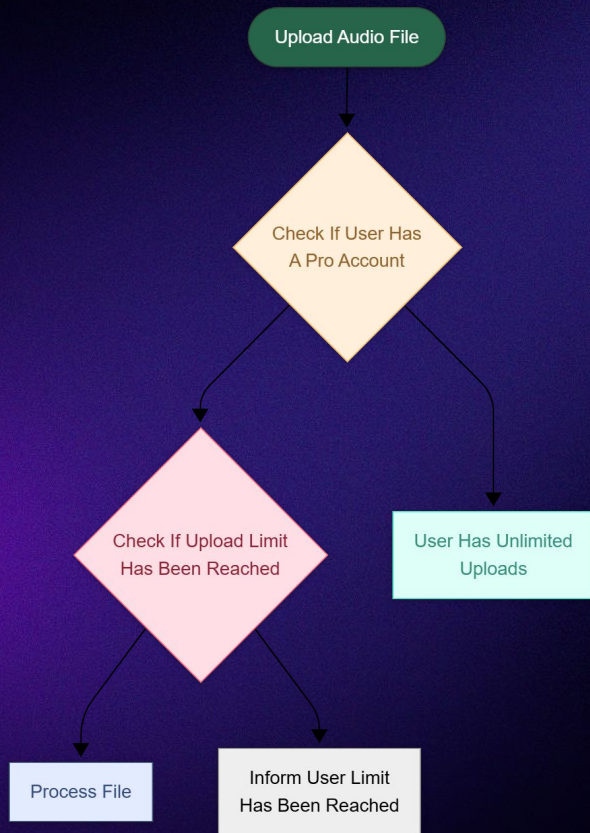 Upload Audio File
Check If User Has
A Pro Account
Check If Upload Limit
Has Been Reached
User Has Unlimited
Uploads
Process File
Inform User Limit
Has Been Reached